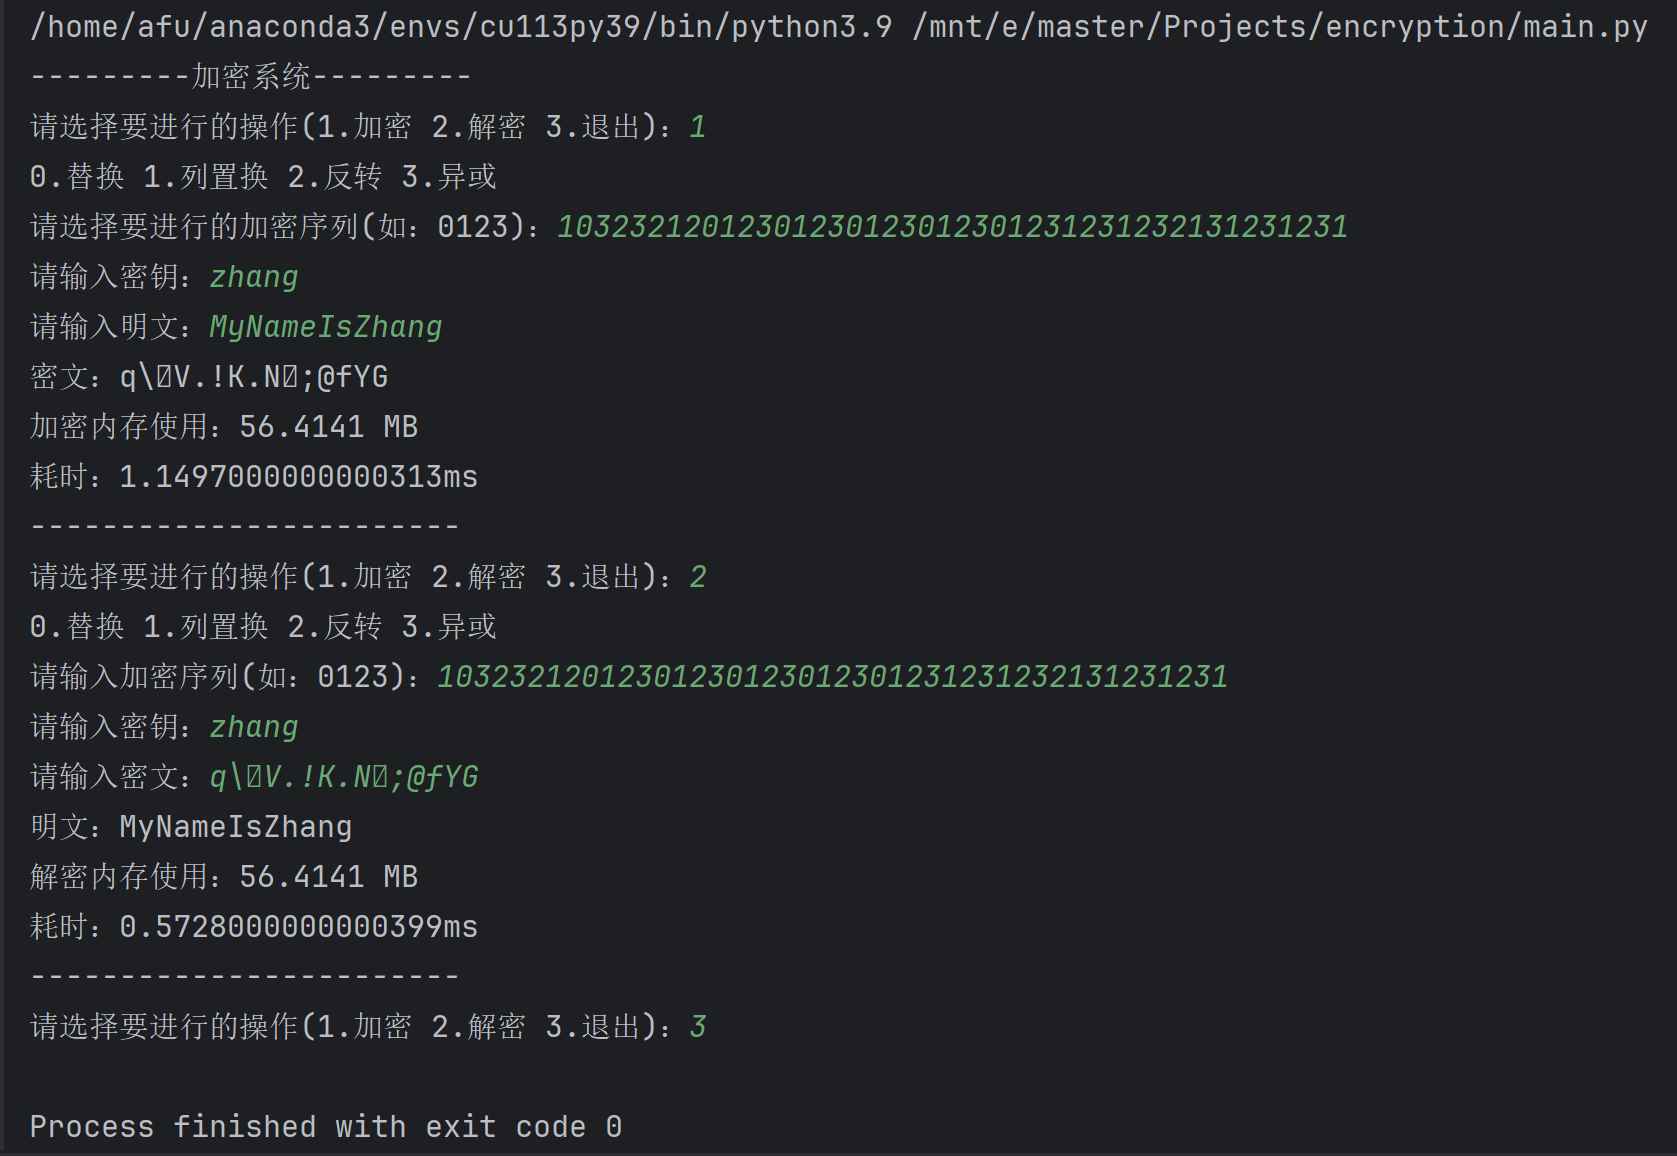 /home/afu/anaconda3/envs/cu113py39/bin/python3.9 /mnt/e/master/Projects/encryption/main.py
---------加密系统---------
请选择要进行的操作(1.加密 2.解密 3.退出)：1
0.替换 1.列置换 2.反转 3.异或
请选择要进行的加密序列(如：0123)：10323212012301230123012301231231232131231231
请输入密钥：zhang
请输入明文：MyNameIsZhang
密文：q\V.!K.N;@fYG
加密内存使用：56.4141 MB
耗时：1.1497000000000313ms
------------------------
请选择要进行的操作(1.加密 2.解密 3.退出)：2
0.替换 1.列置换 2.反转 3.异或
请输入加密序列(如：0123)：10323212012301230123012301231231232131231231
请输入密钥：zhang
请输入密文：q\V.!K.N;@fYG
明文：MyNameIsZhang
解密内存使用：56.4141 MB
耗时：0.5728000000000399ms
------------------------
请选择要进行的操作(1.加密 2.解密 3.退出)：3
Process finished with exit code 0